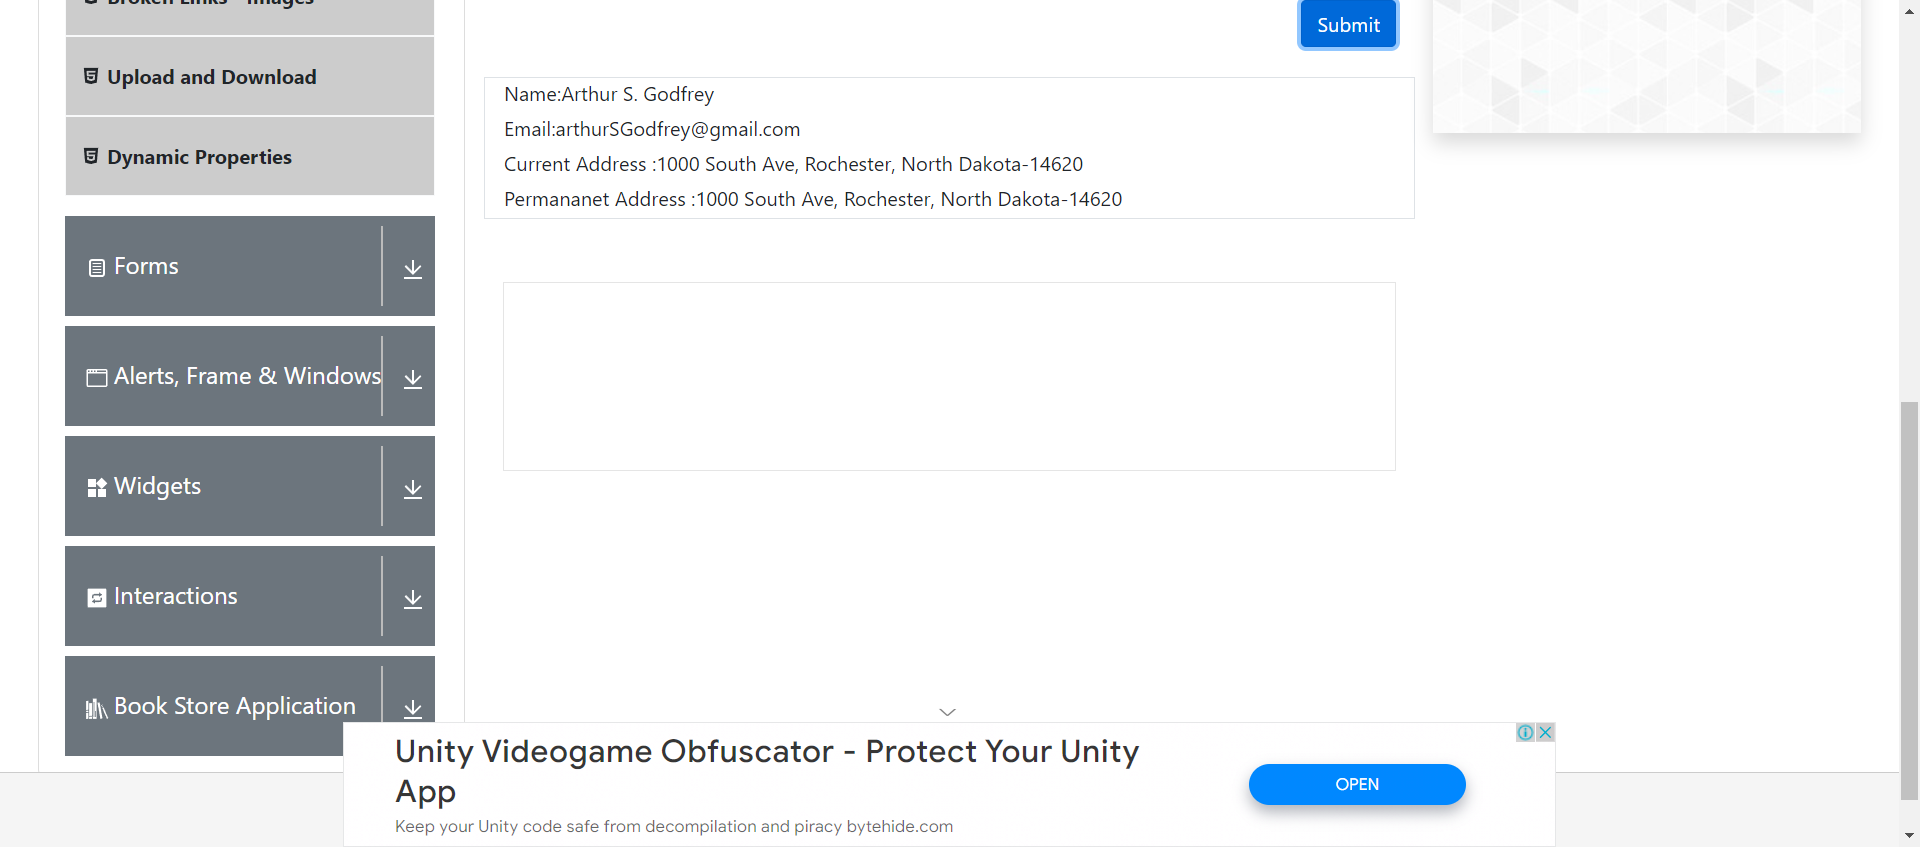 Broken Links - Images
Upload and Download
Dynamic Properties
Forms
Alerts, Frame & Windows
Widgets
Interactions
Book Store Application
Submit
Name:Arthur S. Godfrey
Email:arthurSGodfrey@gmail.com
Current Address :1000 South Ave, Rochester, North Dakota-14620
Permananet Address :1000 South Ave, Rochester, North Dakota-14620
Unity Videogame Obfuscator - Protect Your Unity
App
Keep your Unity code safe from decompilation and piracy bytehide.com
OPEN